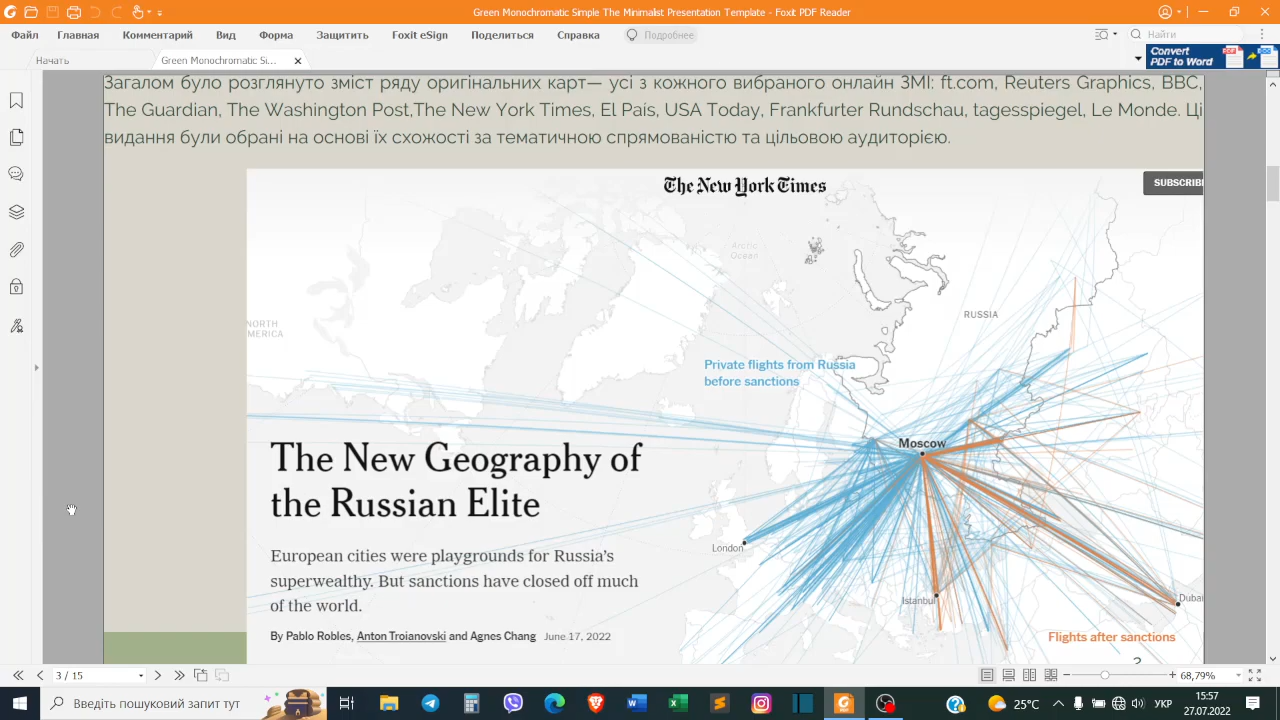 Green Monochromatic Simple The Minimalist Presentation Template - Foxit PDF Reader
Файл Главная Комментарий Вид Форма Защитить Foxit eSign Поделиться Справка Подробнее Найти
Начать Green Monochromatic Si... Convert PDF to Word
Загалом було розглянуто зміст ряду оригінальних карт— усі з кожного вибраного онлайн ЗМІ: ft.com, Reuters Graphics, BBC,
The Guardian, The Washington Post,The New York Times, El País, USA Today, Frankfurter Rundschau, tagesspiegel, Le Monde. Ці
видання були обрані на основі їх схожості за тематичною спрямованістю та цільовою аудиторією.
The New York Times
SUBSCRIBE
Arctic
Ocean
NORTH
MERICA
RUSSIA
Private flights from Russia
before sanctions
Moscow
The New Geography of
the Russian Elite
London
European cities were playgrounds for Russia's
superwealthy. But sanctions have closed off much
of the world.
Istanbul
Dubai
By Pablo Robles, Anton Troianovski and Agnes Chang June 17, 2022
Flights after sanctions
3 / 15
68,79%
Введіть пошуковий запит тут
25°C
УКР
15:57
27.07.2022